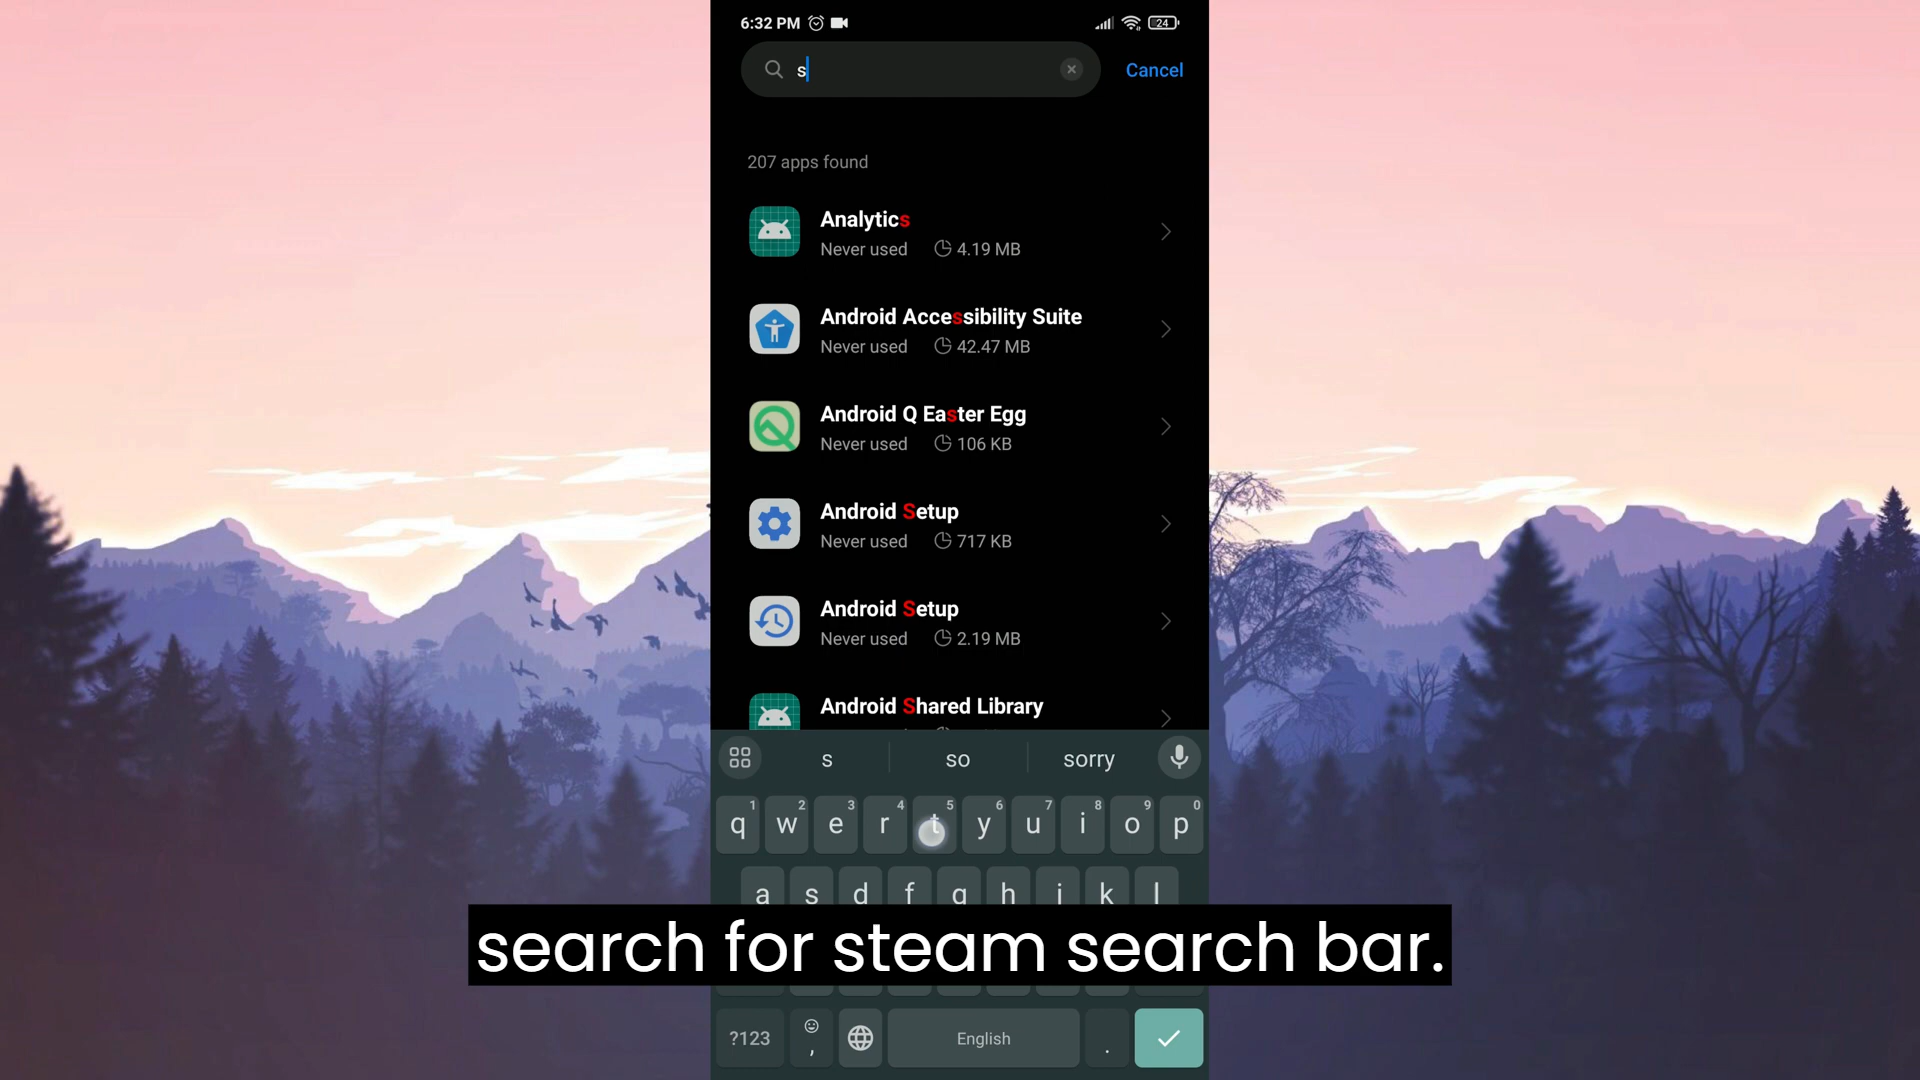 6:32 PM
24
s
Cancel
207 apps found
Analytics
Never used 4.19 MB
Android Accessibility Suite
Never used 42.47 MB
Android Q Easter Egg
Never used 106 KB
Android Setup
Never used 717 KB
Android Setup
Never used 2.19 MB
Android Shared Library
s so sorry
1 2 3 4 5 6 7 8 9 0
q w e r t y u i o p
a s d f g h j k l
search for steam search bar.
?123 , English .